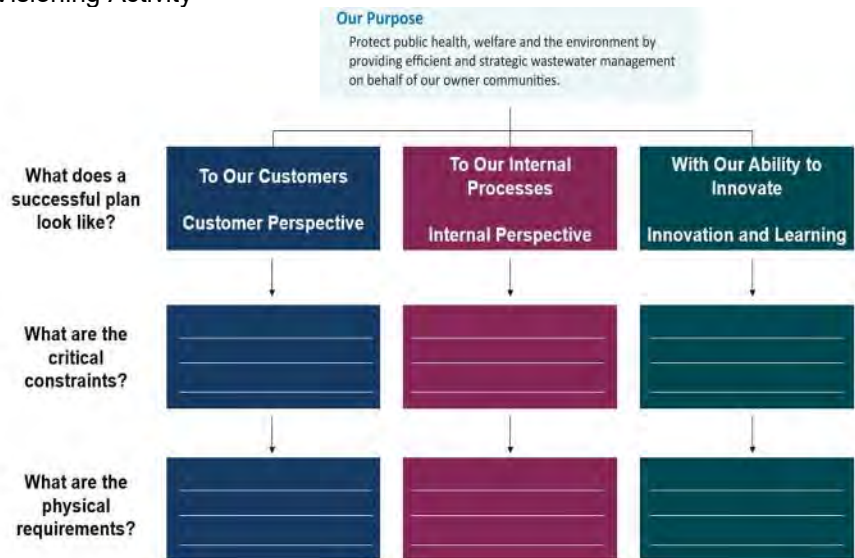 Visioning Activity
Our Purpose
Protect public health, welfare and the environment by
providing efficient and strategic wastewater management
on behalf of our owner communities.
What does a
successful plan
look like?
To Our Customers
Customer Perspective
To Our Internal
Processes
Internal Perspective
With Our Ability to
Innovate
Innovation and Learning
What are the
critical
constraints?
What are the
physical
requirements?